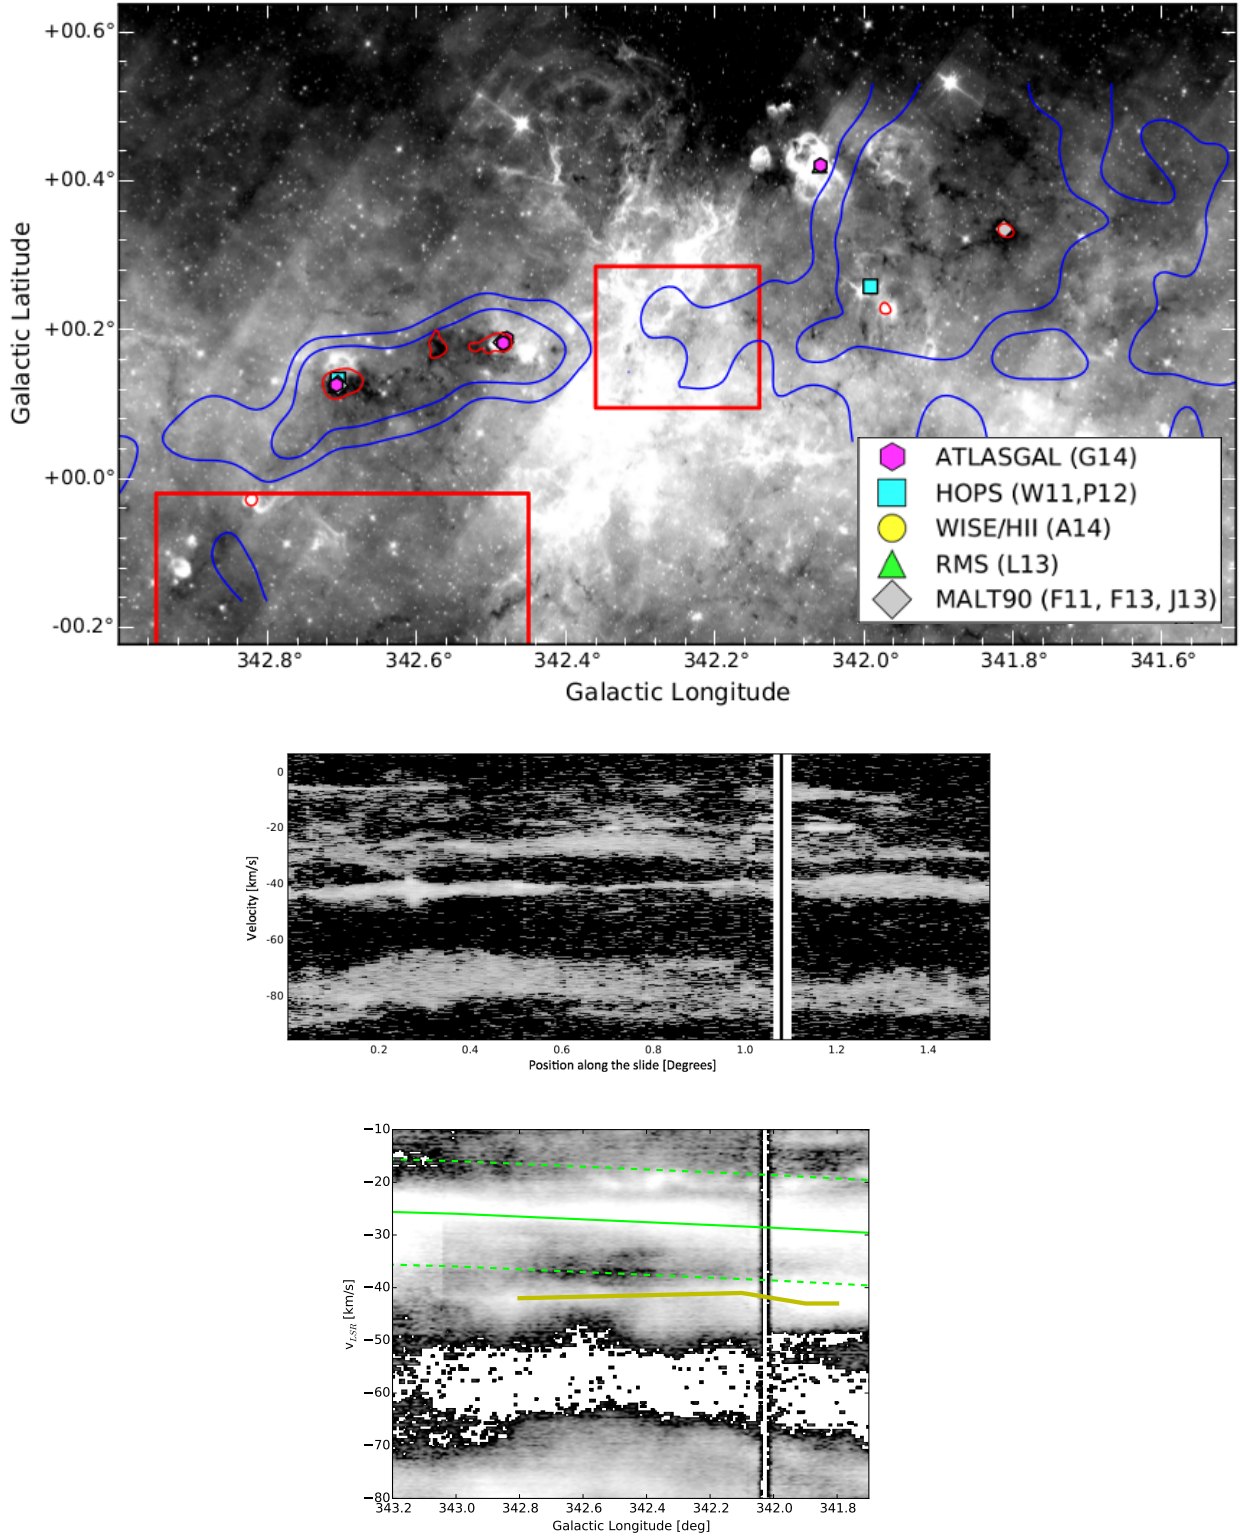 +00.6°
+00.4°
+00.2°
+00.0°
-00.2°
Galactic Latitude
ATLASGAL (G14)
HOPS (W11,P12)
WISE/HII (A14)
RMS (L13)
MALT90 (F11, F13, J13)
342.8° 342.6° 342.4° 342.2° 342.0° 341.8° 341.6°
Galactic Longitude
0
-20
-40
-60
-80
Velocity [km/s]
0.2 0.4 0.6 0.8 1.0 1.2 1.4
Position along the slide [Degrees]
−10
−20
−30
−40
−50
−60
−70
−80
v_LSR [km/s]
343.2 343.0 342.8 342.6 342.4 342.2 342.0 341.8
Galactic Longitude [deg]